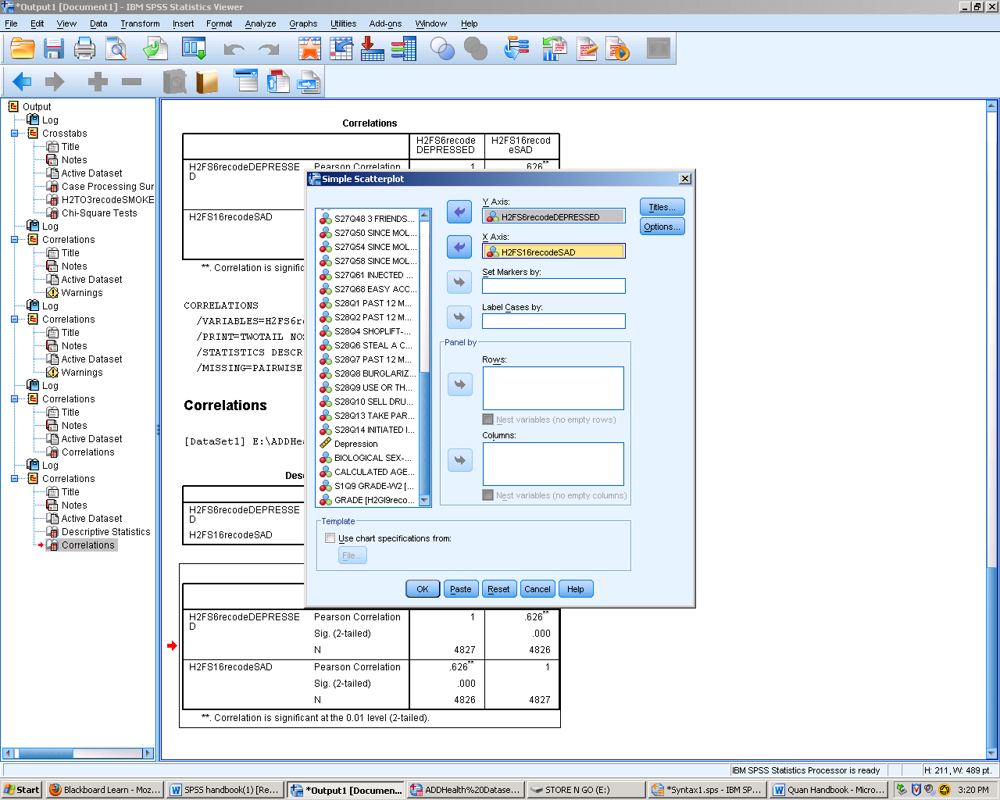 *Output1 [Document1] - IBM SPSS Statistics Viewer
File Edit View Data Transform Insert Format Analyze Graphs Utilities Add-ons Window Help
Output
Log
Crosstabs
Title
Notes
Active Dataset
Case Processing Sur
H2TO3recodeSMOKE
Chi-Square Tests
Log
Correlations
Title
Notes
Active Dataset
Warnings
Log
Correlations
Title
Notes
Active Dataset
Warnings
Log
Correlations
Title
Notes
Active Dataset
Correlations
Log
Correlations
Title
Notes
Active Dataset
Descriptive Statistics
Correlations
Correlations
H2FS6recode
DEPRESSED
H2FS16recod
eSAD
H2FS6recodeDEPRESSE
D
Pearson Correlation 1 .626**
H2FS16recodeSAD
**. Correlation is signific
CORRELATIONS
/VARIABLES=H2FS6r
/PRINT=TWOTAIL NO
/STATISTICS DESCR
/MISSING=PAIRWISE
Correlations
[DataSet1] E:\ADDHea
Des
H2FS6recodeDEPRESSE
D
H2FS16recodeSAD
H2FS6recodeDEPRESSE
D
Pearson Correlation 1 .626**
Sig. (2-tailed) .000
N 4827 4826
H2FS16recodeSAD Pearson Correlation .626** 1
Sig. (2-tailed) .000
N 4826 4827
**. Correlation is significant at the 0.01 level (2-tailed).
Simple Scatterplot
S27Q48 3 FRIENDS...
S27Q50 SINCE MOL...
S27Q54 SINCE MOL...
S27Q58 SINCE MOL...
S27Q61 INJECTED ...
S27Q68 EASY ACC...
S28Q1 PAST 12 M...
S28Q2 PAST 12 M...
S28Q4 SHOPLIFT-...
S28Q6 STEAL A C...
S28Q7 PAST 12 M...
S28Q8 BURGLARIZ...
S28Q9 USE OR TH...
S28Q10 SELL DRU...
S28Q13 TAKE PAR...
S28Q14 INITIATED I...
Depression
BIOLOGICAL SEX-...
CALCULATED AGE...
S1Q9 GRADE-W2 [...
GRADE [H2GI9reco...
Y Axis:
H2FS6recodeDEPRESSED
X Axis:
H2FS16recodeSAD
Set Markers by:
Label Cases by:
Titles...
Options...
Panel by
Rows:
Nest variables (no empty rows)
Columns:
Nest variables (no empty columns)
Template
Use chart specifications from:
File...
OK Paste Reset Cancel Help
IBM SPSS Statistics Processor is ready
H: 211, W: 489 pt.
Start
Blackboard Learn - Moz...
SPSS handbook(1) [Re...
*Output1 [Documen...
ADDHealth%20Datase...
STORE N GO (E:)
*Syntax1.sps - IBM SP...
Quan Handbook - Micro...
3:20 PM